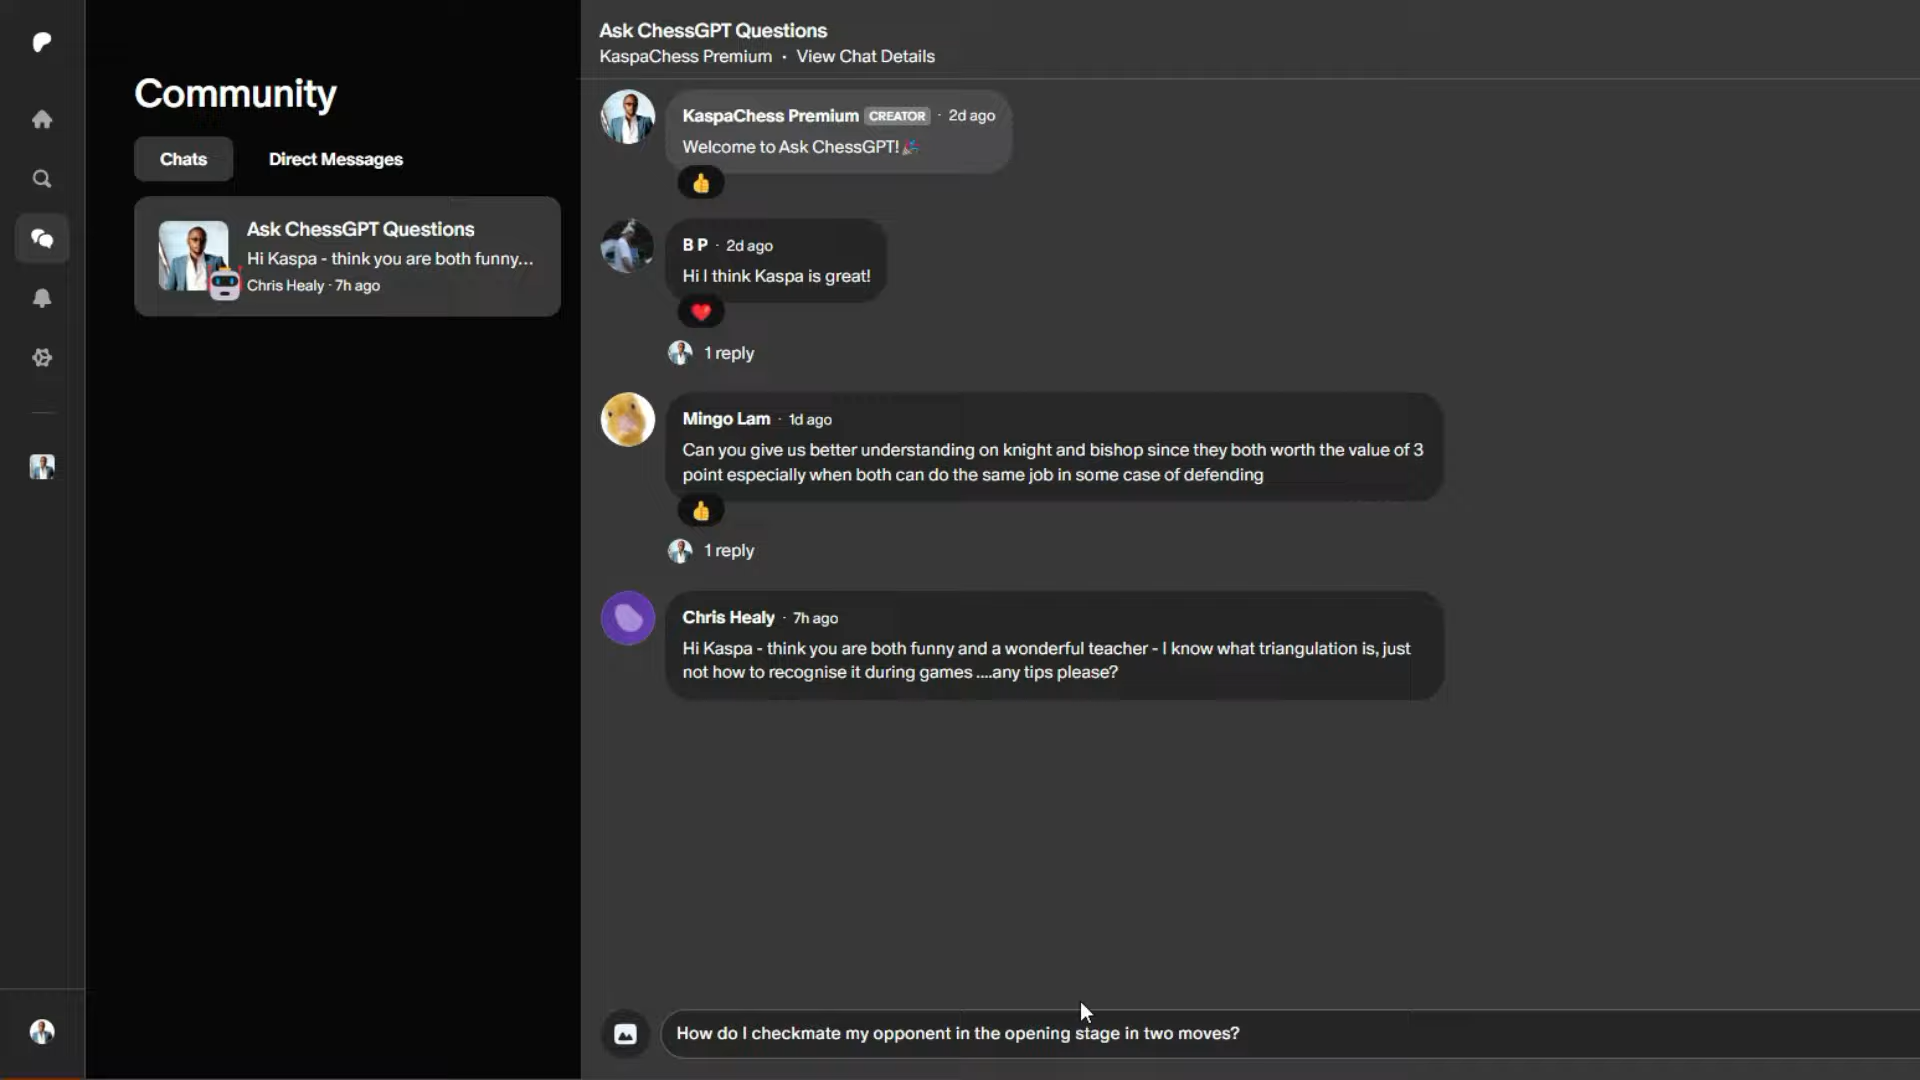 Community
Chats
Direct Messages
Ask ChessGPT Questions
Hi Kaspa - think you are both funny...
Chris Healy · 7h ago
Ask ChessGPT Questions
KaspaChess Premium · View Chat Details
KaspaChess Premium CREATOR · 2d ago
Welcome to Ask ChessGPT! 🎉
👍
B P · 2d ago
Hi I think Kaspa is great!
❤️
1 reply
Mingo Lam · 1d ago
Can you give us better understanding on knight and bishop since they both worth the value of 3
point especially when both can do the same job in some case of defending
👍
1 reply
Chris Healy · 7h ago
Hi Kaspa - think you are both funny and a wonderful teacher - I know what triangulation is, just
not how to recognise it during games ....any tips please?
How do I checkmate my opponent in the opening stage in two moves?